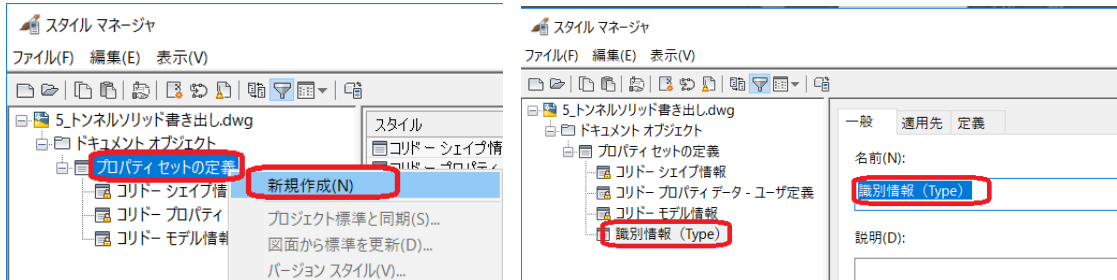 スタイル マネージャ
ファイル(F) 編集(E) 表示(V)
5_トンネルソリッド書き出し.dwg
ドキュメント オブジェクト
プロパティ セットの定義
コリドー シェイプ情
コリドー プロパティ
コリドー モデル情報
スタイル
コリドー – シェイプ情
コリドー – プロパティ
新規作成(N)
プロジェクト標準と同期(S)...
図面から標準を更新(D)...
バージョン スタイル(V)...
スタイル マネージャ
ファイル(F) 編集(E) 表示(V)
5_トンネルソリッド書き出し.dwg
ドキュメント オブジェクト
プロパティ セットの定義
コリドー シェイプ情報
コリドー プロパティ データ - ユーザ定義
コリドー モデル情報
識別情報（Type）
一般 適用先 定義
名前(N):
識別情報（Type）
説明(D):